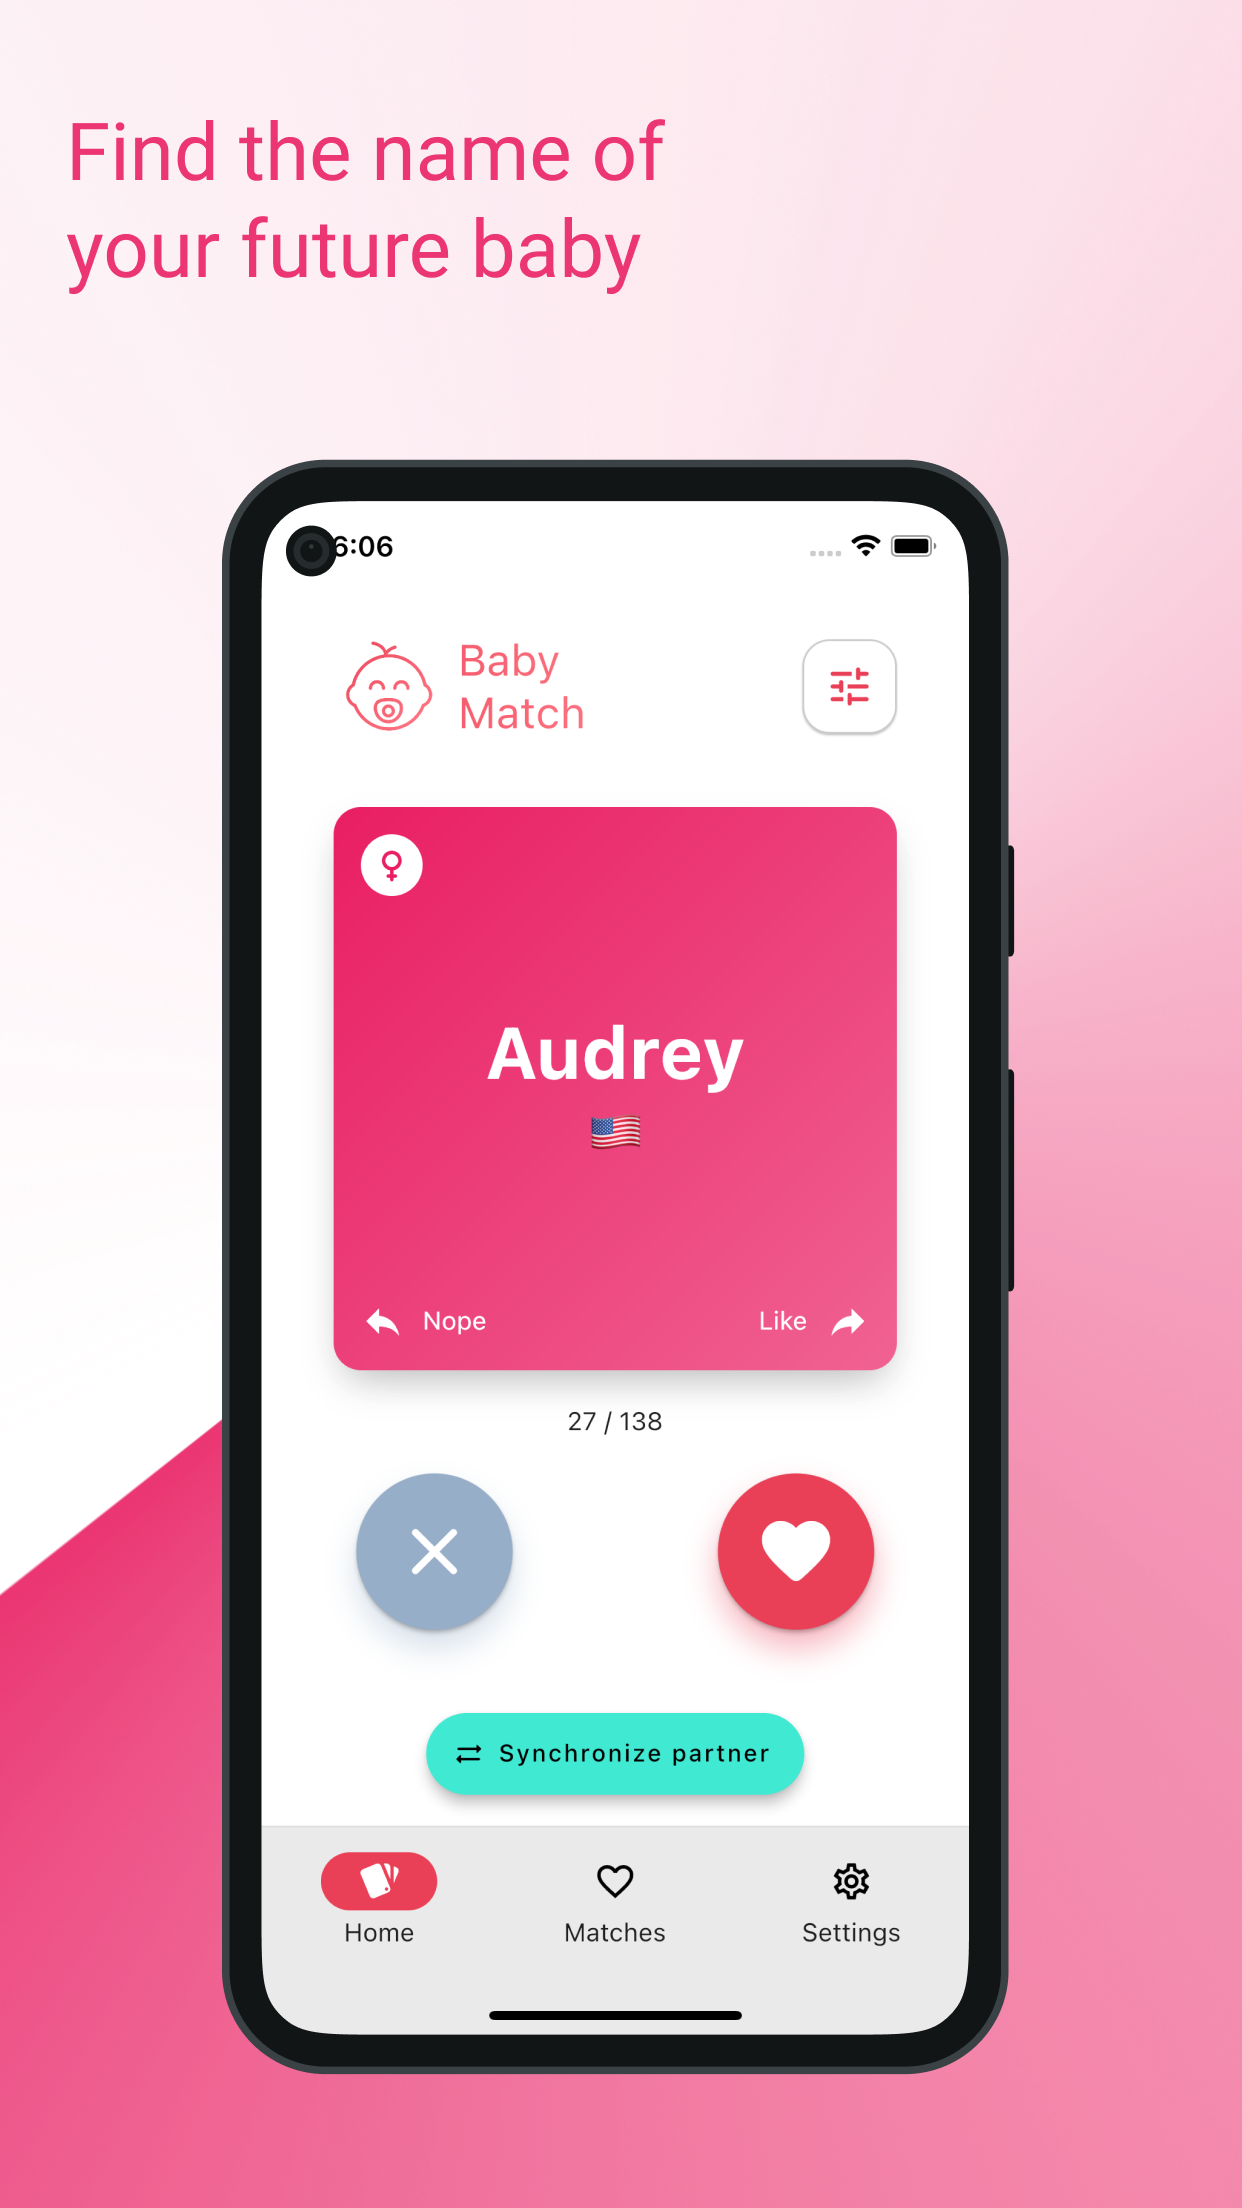 Find the name of
your future baby
6:06
Baby
Match
Audrey
Nope
Like
27 / 138
Synchronize partner
Home
Matches
Settings